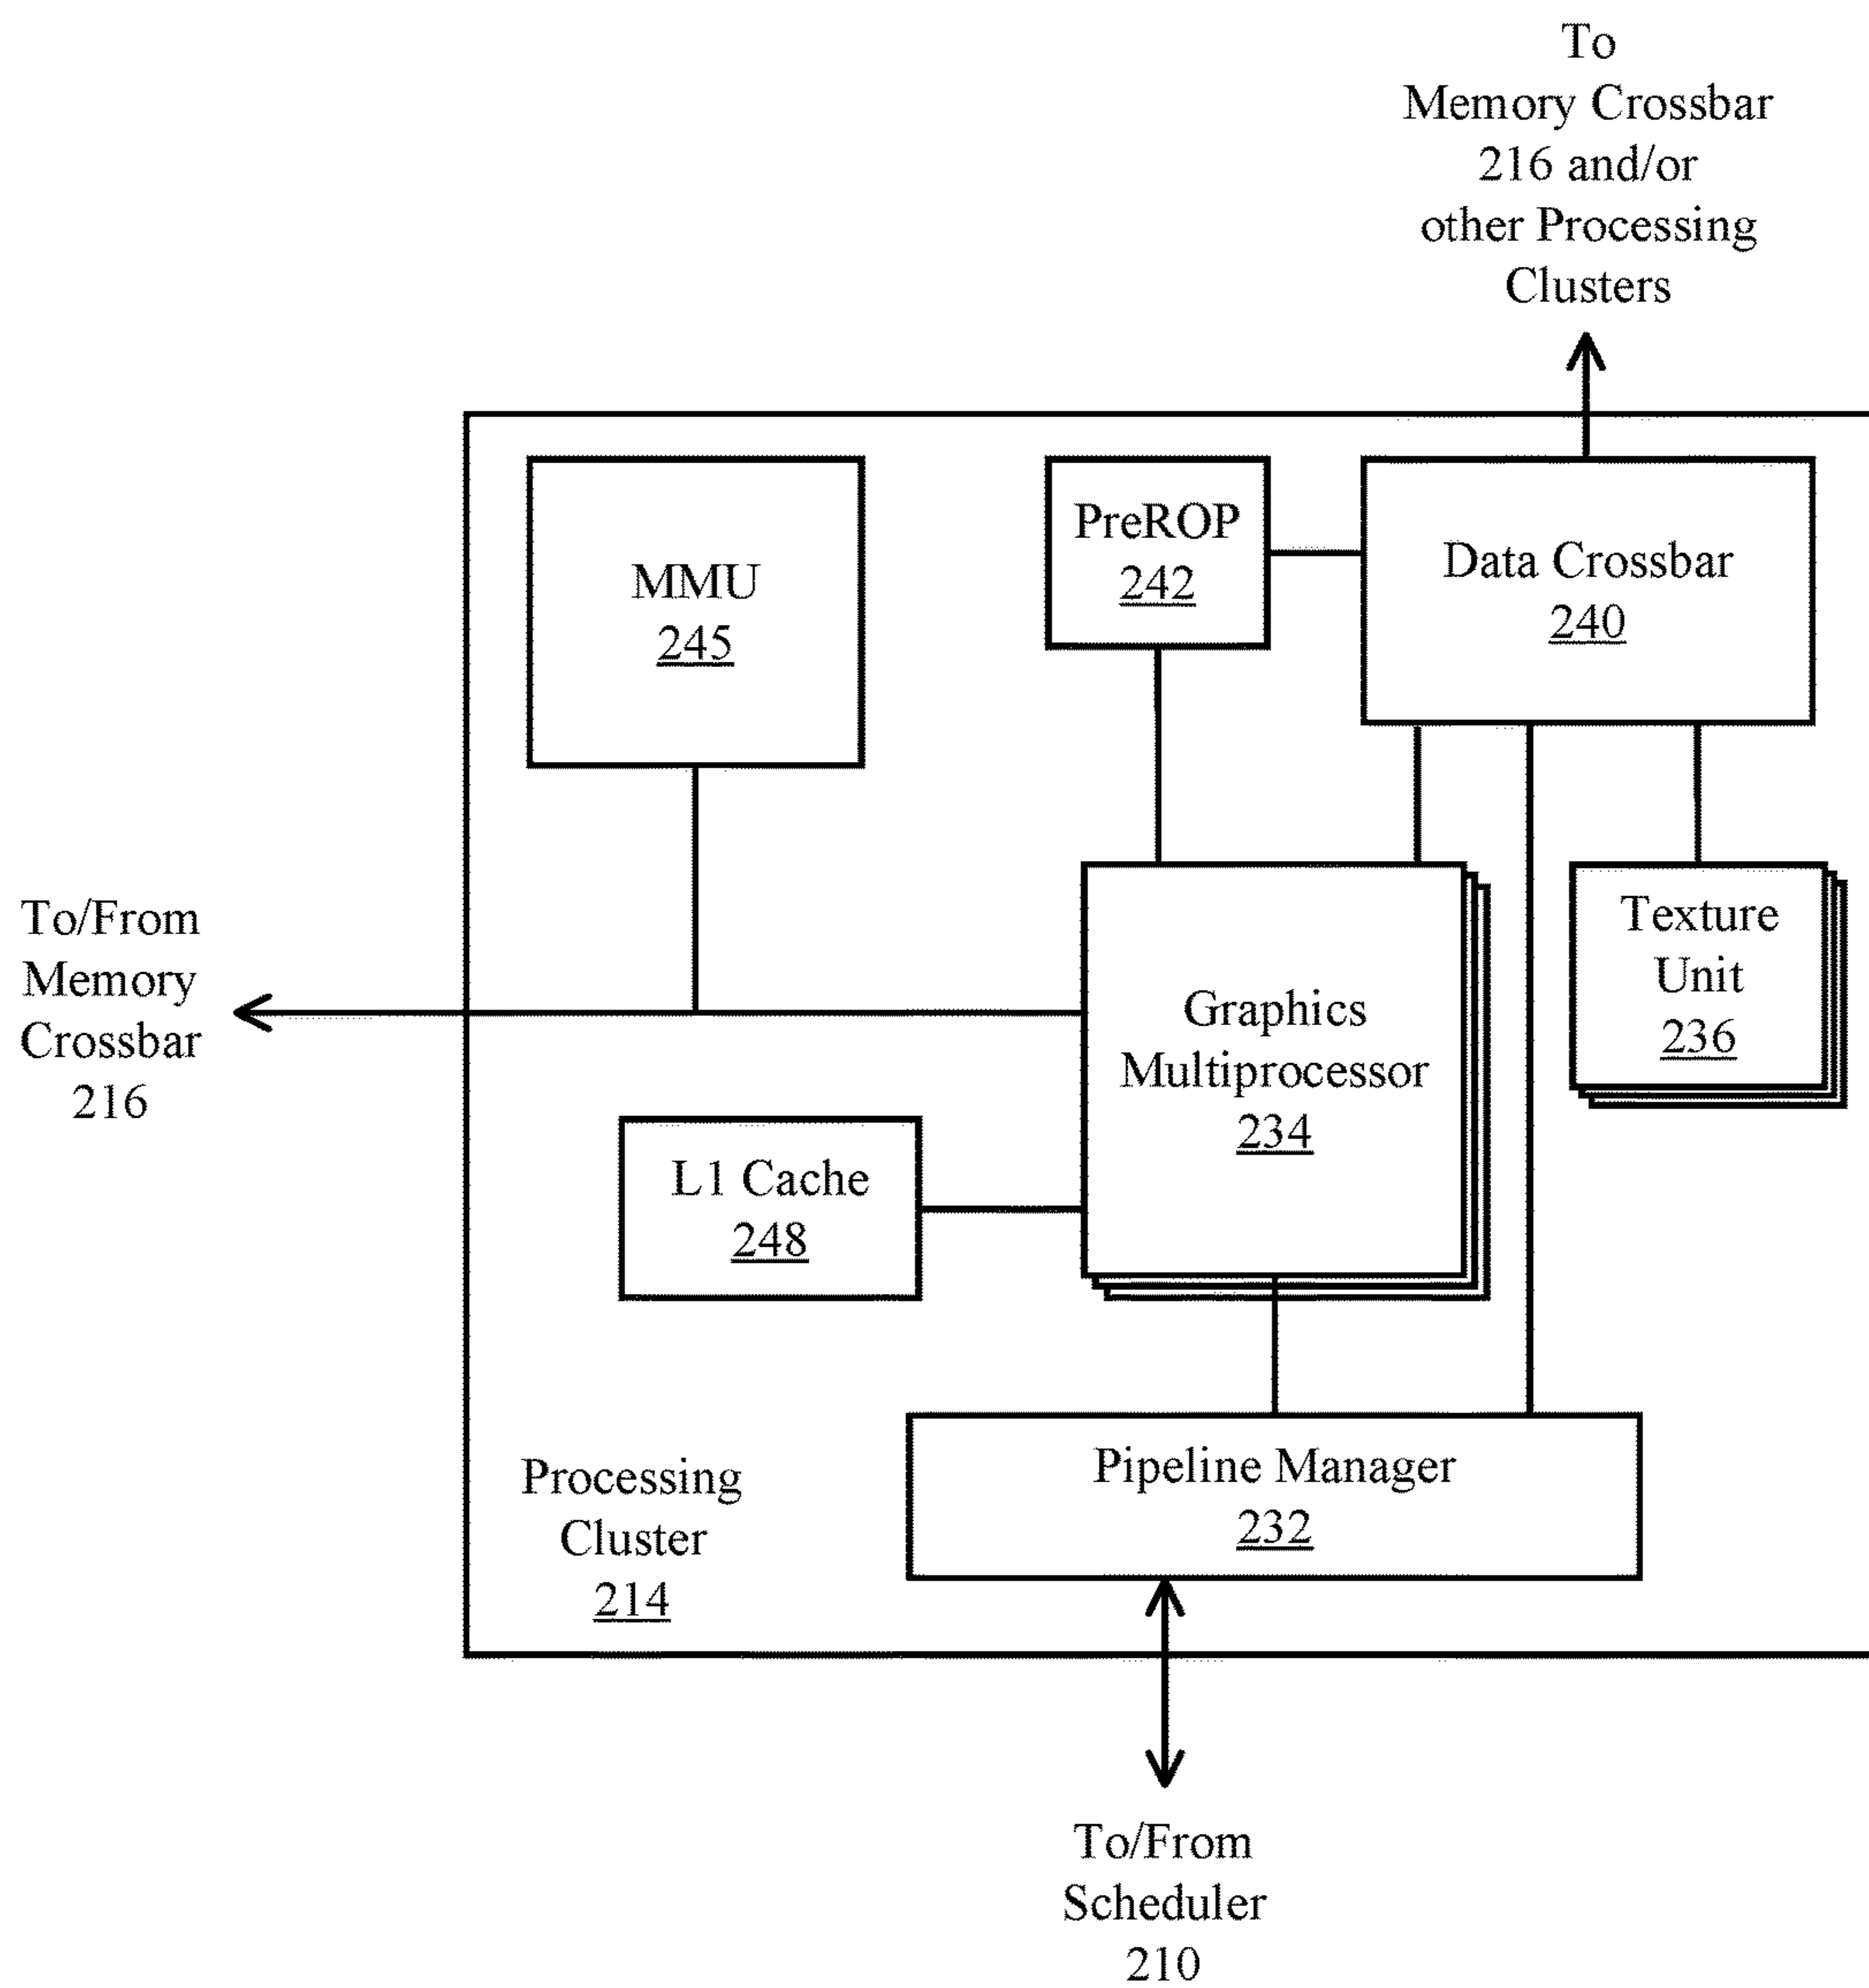 To
Memory Crossbar
216 and/or
other Processing
Clusters
MMU
245
PreROP
242
Data Crossbar
240
To/From
Memory
Crossbar
216
Graphics
Multiprocessor
234
Texture
Unit
236
L1 Cache
248
Pipeline Manager
232
Processing
Cluster
214
To/From
Scheduler
210